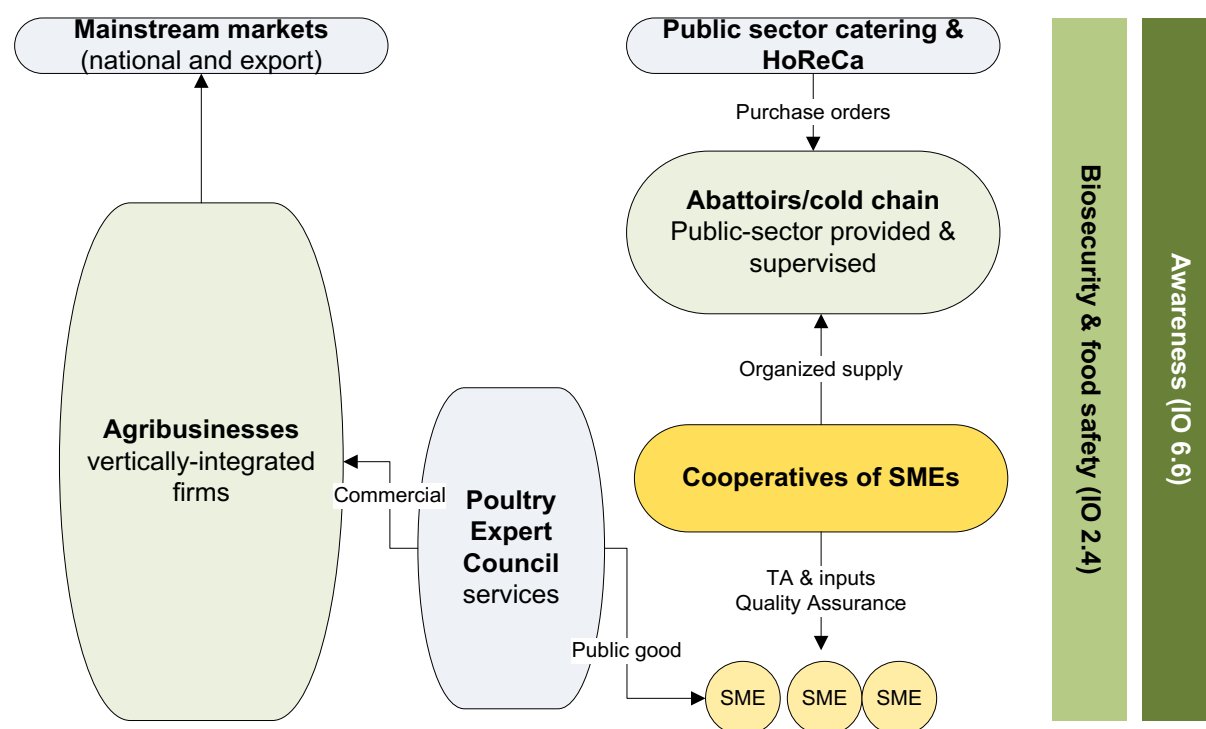 Mainstream markets
(national and export)
Public sector catering &
HoReCa
Purchase orders
Abattoirs/cold chain
Public-sector provided &
supervised
Organized supply
Agribusinesses
vertically-integrated
firms
Commercial
Poultry
Expert
Council
services
Cooperatives of SMEs
TA & inputs
Quality Assurance
Public good
SME
SME
SME
Biosecurity & food safety (IO 2.4)
Awareness (IO 6.6)